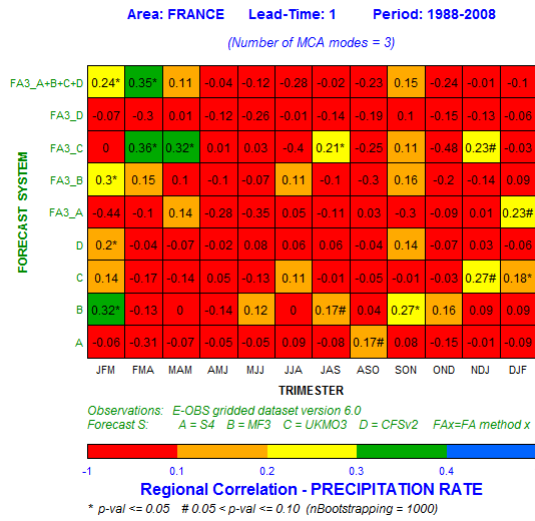 Area: FRANCE Lead-Time: 1 Period: 1988-2008
(Number of MCA modes = 3)
FORECAST SYSTEM
FA3_A+B+C+D 0.24* 0.35* 0.11 -0.04 -0.12 -0.28 -0.02 -0.23 0.15 -0.24 -0.01 -0.1
FA3_D -0.07 -0.3 0.01 -0.12 -0.26 -0.01 -0.14 -0.19 0.1 -0.15 -0.13 -0.06
FA3_C 0 0.36* 0.32* 0.01 0.03 -0.4 0.21* -0.25 0.11 -0.48 0.23# -0.03
FA3_B 0.3* 0.15 0.1 -0.1 -0.07 0.11 -0.1 -0.3 0.16 -0.2 -0.14 0.09
FA3_A -0.44 -0.1 0.14 -0.28 -0.35 0.05 -0.11 0.03 -0.3 -0.09 0.01 0.23#
D 0.2* -0.04 -0.07 -0.02 0.08 0.06 0.06 -0.04 0.14 -0.07 0.03 -0.06
C 0.14 -0.17 -0.14 0.05 -0.13 0.11 -0.01 -0.05 -0.01 -0.03 0.27# 0.18*
B 0.32* -0.13 0 -0.14 0.12 0 0.17# 0.04 0.27* 0.16 0.09 0.09
A -0.06 -0.31 -0.07 -0.05 -0.05 0.09 -0.08 0.17# 0.08 -0.15 -0.01 -0.09
JFM FMA MAM AMJ MJJ JJA JAS ASO SON OND NDJ DJF
TRIMESTER
Observations: E-OBS gridded dataset version 6.0
Forecast S: A = S4 B = MF3 C = UKMO3 D = CFSv2 FAx=FA method x
-1 0.1 0.2 0.3 0.4
Regional Correlation - PRECIPITATION RATE
* p-val <= 0.05 # 0.05 < p-val <= 0.10 (nBootstrapping = 1000)